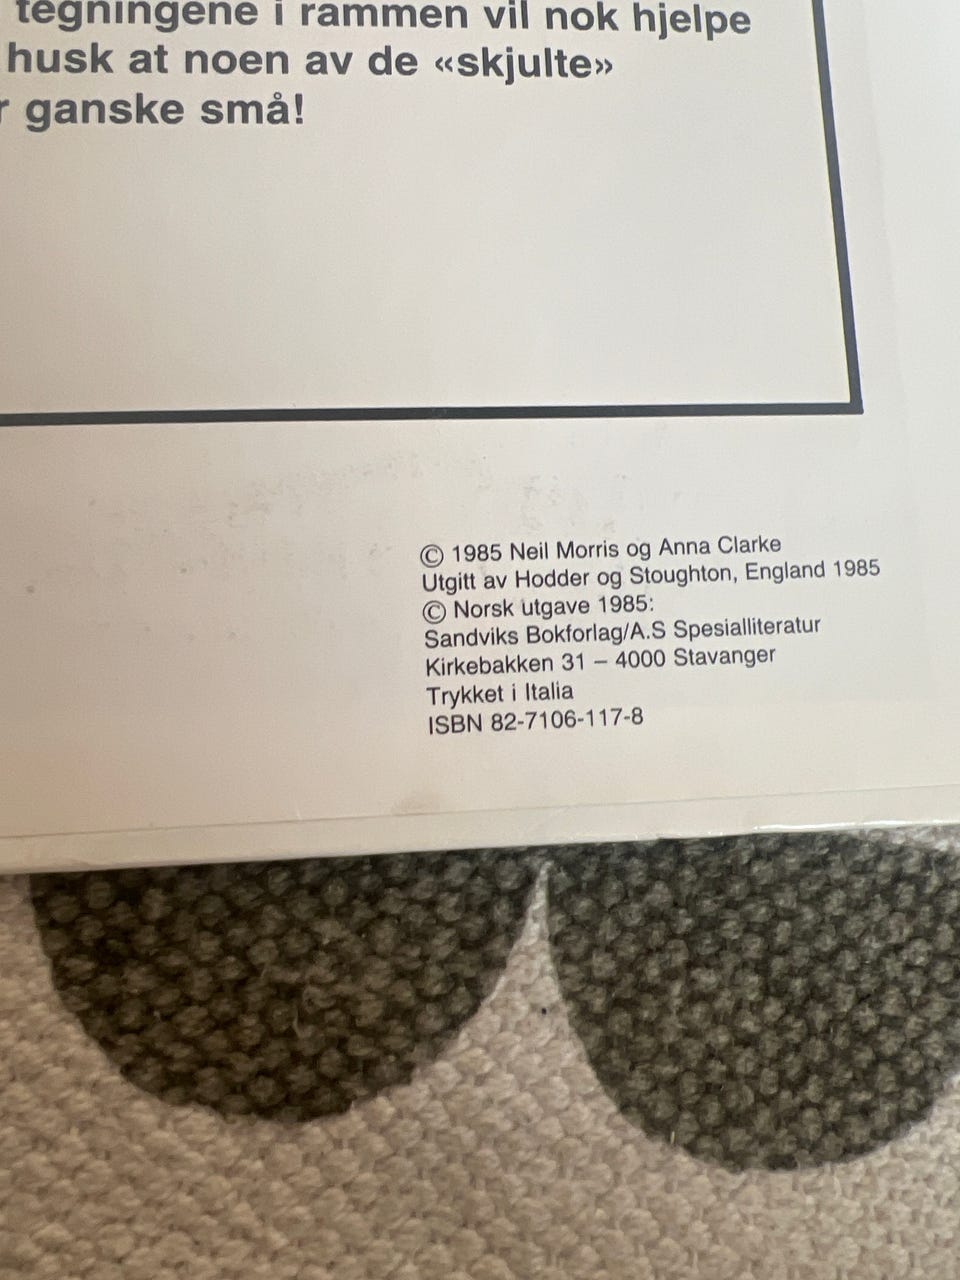 tegningene i rammen vil nok hjelpe
husk at noen av de «skjulte»
r ganske små!
© 1985 Neil Morris og Anna Clarke
Utgitt av Hodder og Stoughton, England 1985
© Norsk utgave 1985:
Sandviks Bokforlag/A.S Spesialliteratur
Kirkebakken 31 – 4000 Stavanger
Trykket i Italia
ISBN 82-7106-117-8